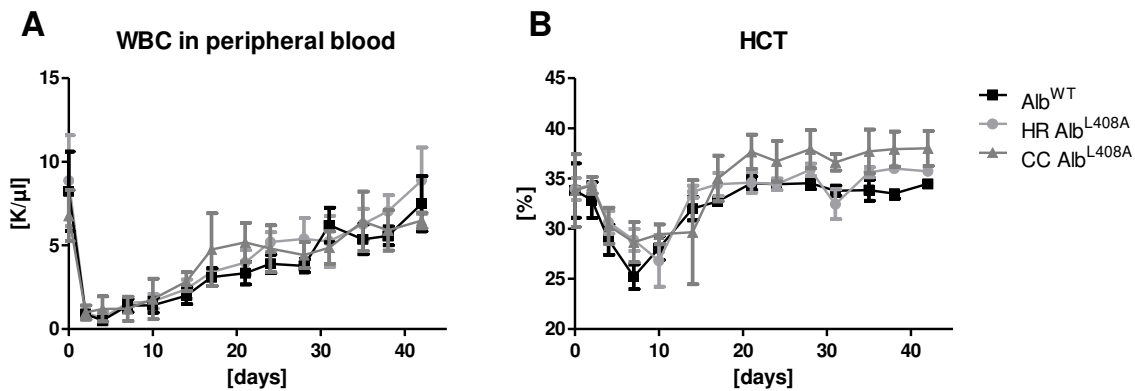 A
WBC in peripheral blood
15
10
5
0
[K/µl]
0 10 20 30 40
[days]
B
HCT
45
40
35
30
25
20
[%]
0 10 20 30 40
[days]
Alb^WT
HR Alb^L408A
CC Alb^L408A